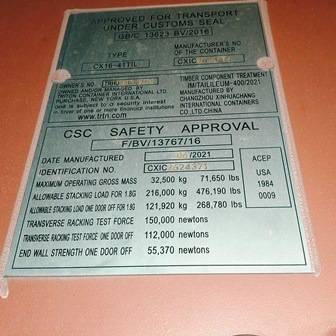 APPROVED FOR TRANSPORT
UNDER CUSTOMS SEAL
GB/C 13623 BV/2016
TYPE
MANUFACTURER'S NO
OF THE CONTAINER
CX16-41TIL
CXIC
OWNER'S NO.
TRHU
TIMBER COMPONENT TREATMENT
IM/TAILILEUM-400/2021
OWNED AND/OR MANAGED BY
TRITON CONTAINER INTERNATIONAL LTD
PURCHASE, NEW YORK U.S.A.
unit is subject to a security interest
in favor of one or more financial institutions
www.trtn.com
MANUFACTURED BY
CHANGZHOU XINHUACHANG
INTERNATIONAL CONTAINERS
CO.,LTD CHINA
CSC SAFETY APPROVAL
F/BV/13767/16
DATE MANUFACTURED /2021
IDENTIFICATION NO. CXIC
MAXIMUM OPERATING GROSS MASS 32,500 kg 71,650 lbs
ALLOWABLE STACKING LOAD FOR 1.8G 216,000 kg 476,190 lbs
ALLOWABLE STACKING LOAD ONE DOOR OFF FOR 1.8G 121,920 kg 268,780 lbs
TRANSVERSE RACKING TEST FORCE 150,000 newtons
TRANSVERSE RACKING TEST FORCE ONE DOOR OFF 112,000 newtons
END WALL STRENGTH ONE DOOR OFF 55,370 newtons
ACEP
USA
1984
0009